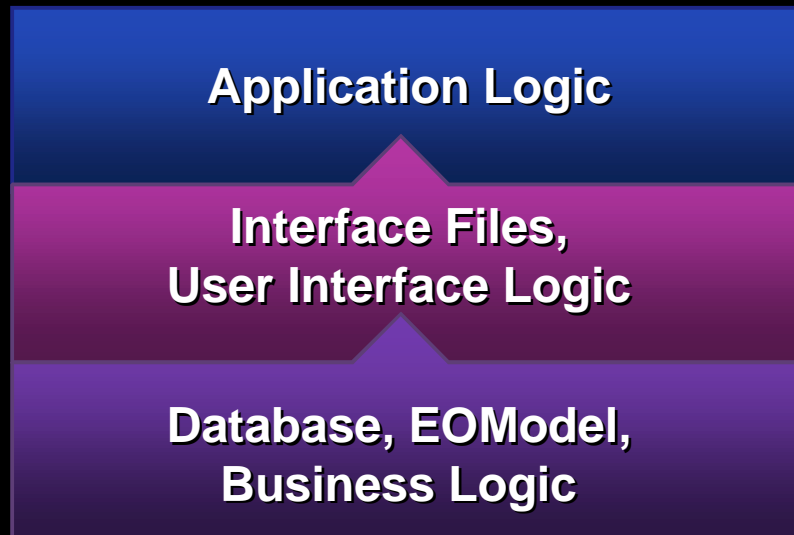 Application Logic
Interface Files,
User Interface Logic
Database, EOModel,
Business Logic